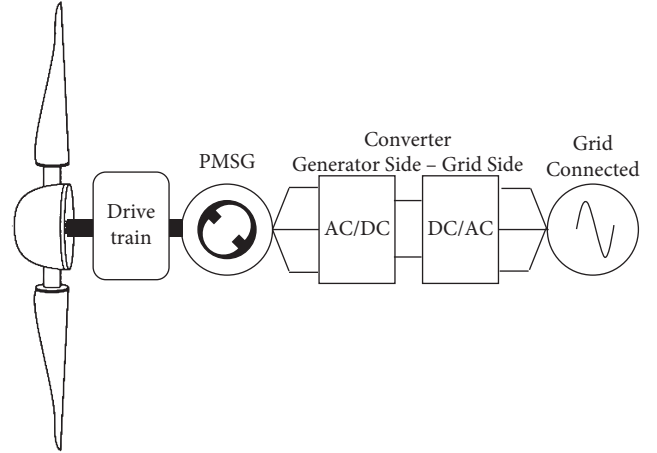 Converter
Generator Side – Grid Side
Grid
Connected
PMSG
Drive
train
AC/DC
DC/AC